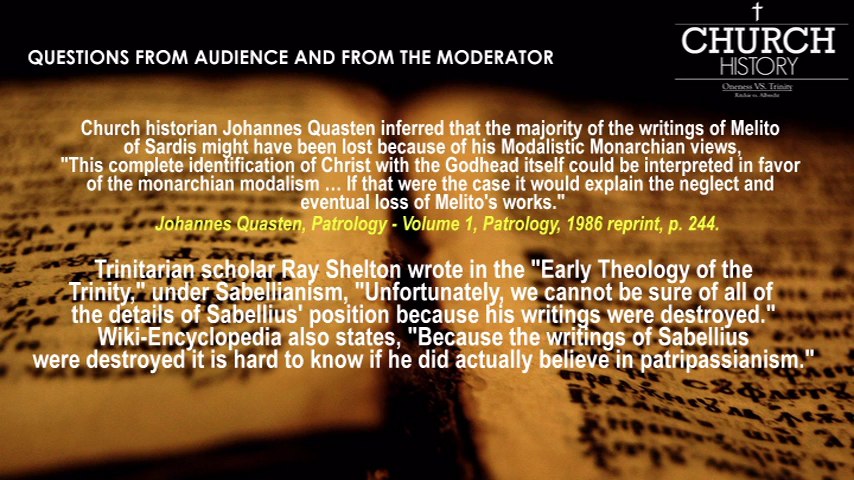 CHURCH
HISTORY
Oneness VS. Trinity
Ritchie vs. Albrecht
QUESTIONS FROM AUDIENCE AND FROM THE MODERATOR
Church historian Johannes Quasten inferred that the majority of the writings of Melito
of Sardis might have been lost because of his Modalistic Monarchian views,
"This complete identification of Christ with the Godhead itself could be interpreted in favor
of the monarchian modalism … If that were the case it would explain the neglect and
eventual loss of Melito's works."
Johannes Quasten, Patrology - Volume 1, Patrology, 1986 reprint, p. 244.
Trinitarian scholar Ray Shelton wrote in the "Early Theology of the
Trinity," under Sabellianism, "Unfortunately, we cannot be sure of all of
the details of Sabellius' position because his writings were destroyed."
Wiki-Encyclopedia also states, "Because the writings of Sabellius
were destroyed it is hard to know if he did actually believe in patripassianism."